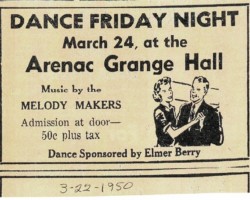 DANCE FRIDAY NIGHT
March 24, at the
Arenac Grange Hall
Music by the
MELODY MAKERS
Admission at door—
50c plus tax
Dance Sponsored by Elmer Berry
3-22-1950